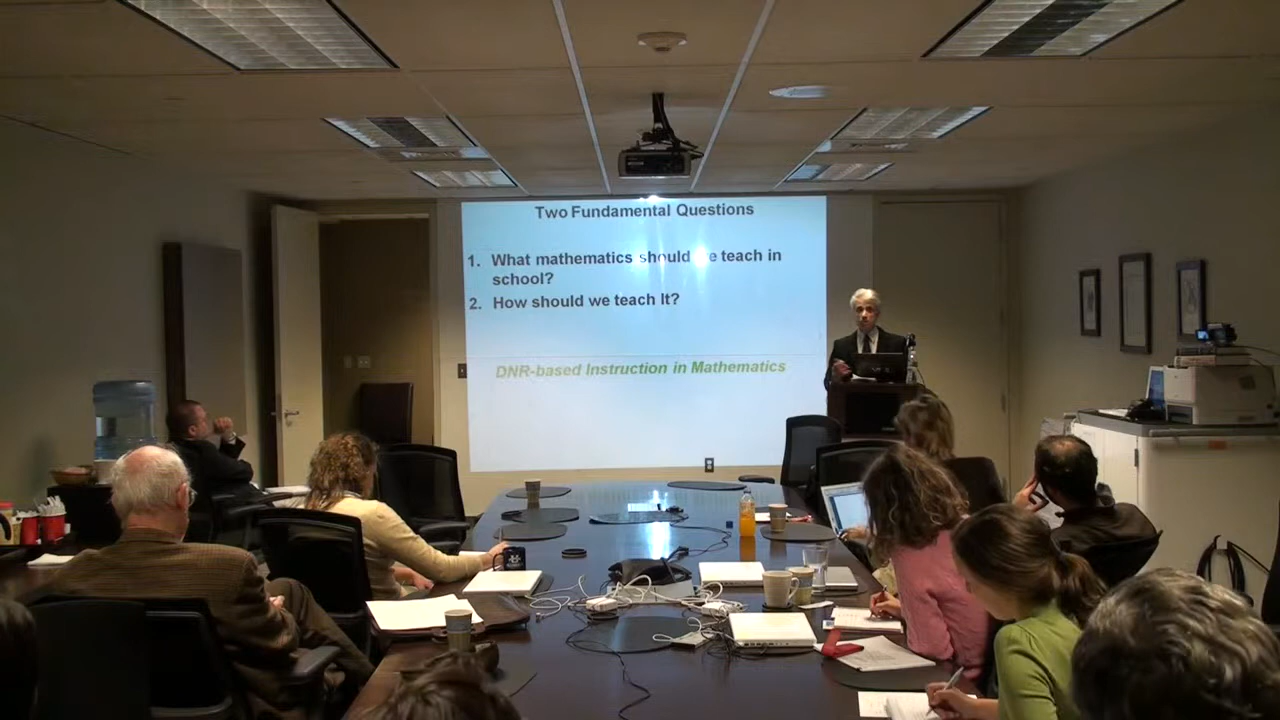 Two Fundamental Questions
1. What mathematics should we teach in
school?
2. How should we teach It?
DNR-based Instruction in Mathematics